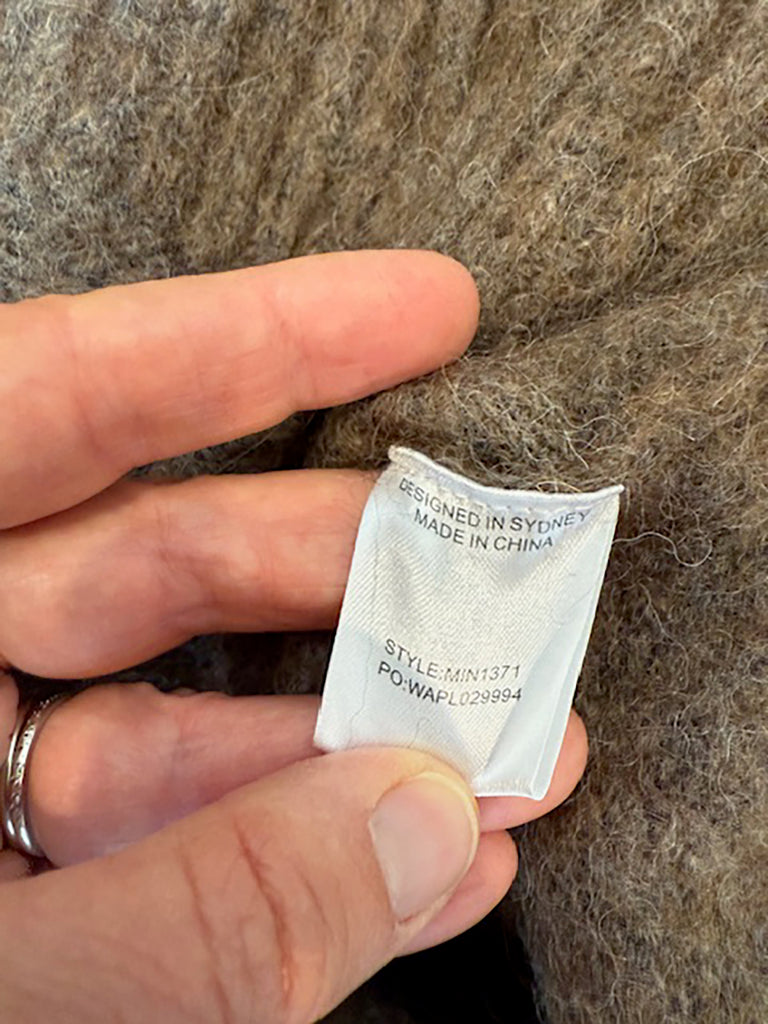 DESIGNED IN SYDNEY
MADE IN CHINA
STYLE:MIN1371
PO:WAPL029994